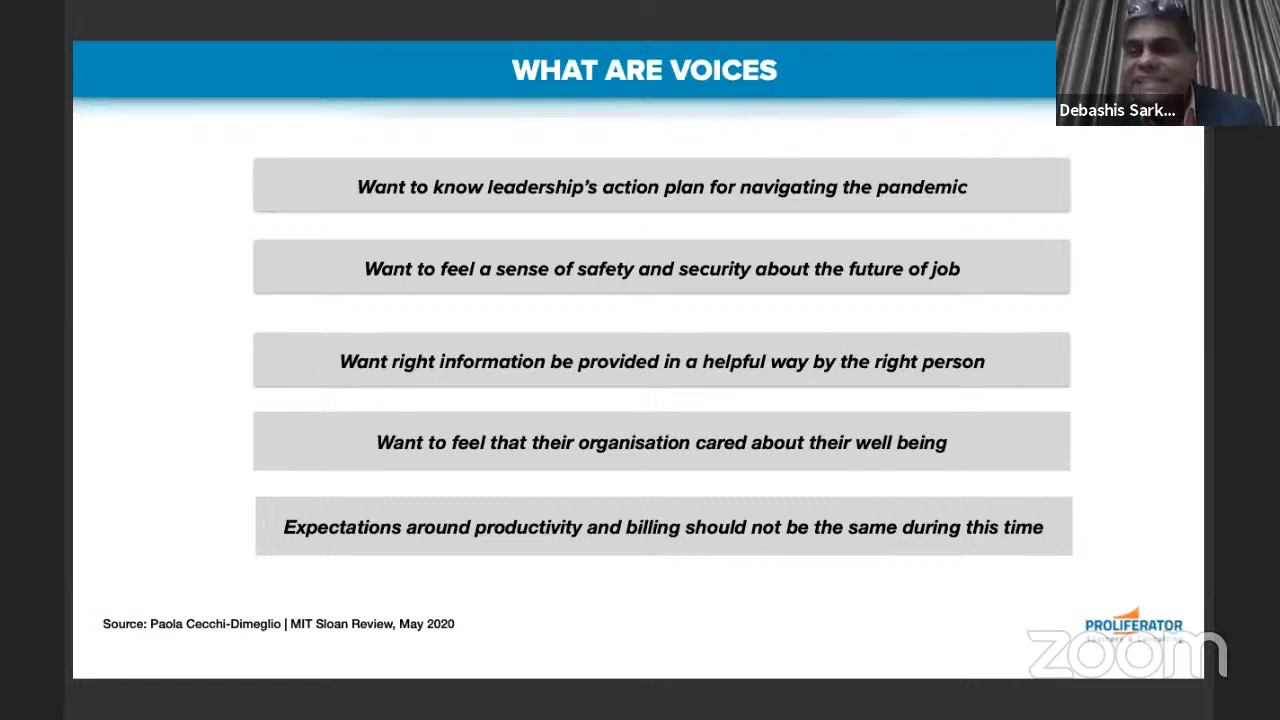 WHAT ARE VOICES
Debashis Sark...
Want to know leadership's action plan for navigating the pandemic
Want to feel a sense of safety and security about the future of job
Want right information be provided in a helpful way by the right person
Want to feel that their organisation cared about their well being
Expectations around productivity and billing should not be the same during this time
Source: Paola Cecchi-Dimeglio | MIT Sloan Review, May 2020
PROLIFERATOR
zoom